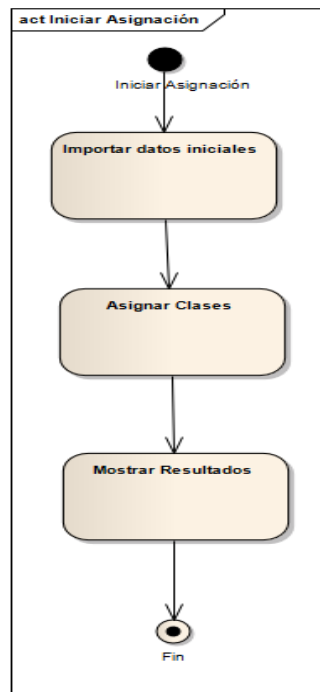 act Iniciar Asignación
Iniciar Asignación
Importar datos iniciales
Asignar Clases
Mostrar Resultados
Fin